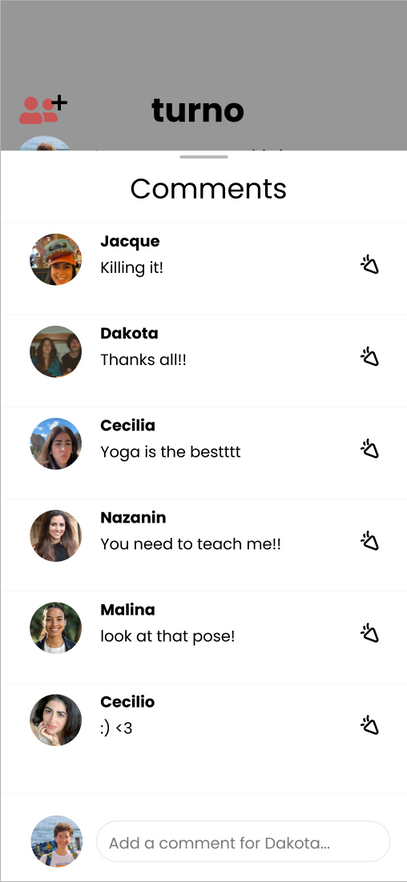 turno
Comments
Jacque
Killing it!
Dakota
Thanks all!!
Cecilia
Yoga is the bestttt
Nazanin
You need to teach me!!
Malina
look at that pose!
Cecilio
:) <3
Add a comment for Dakota...